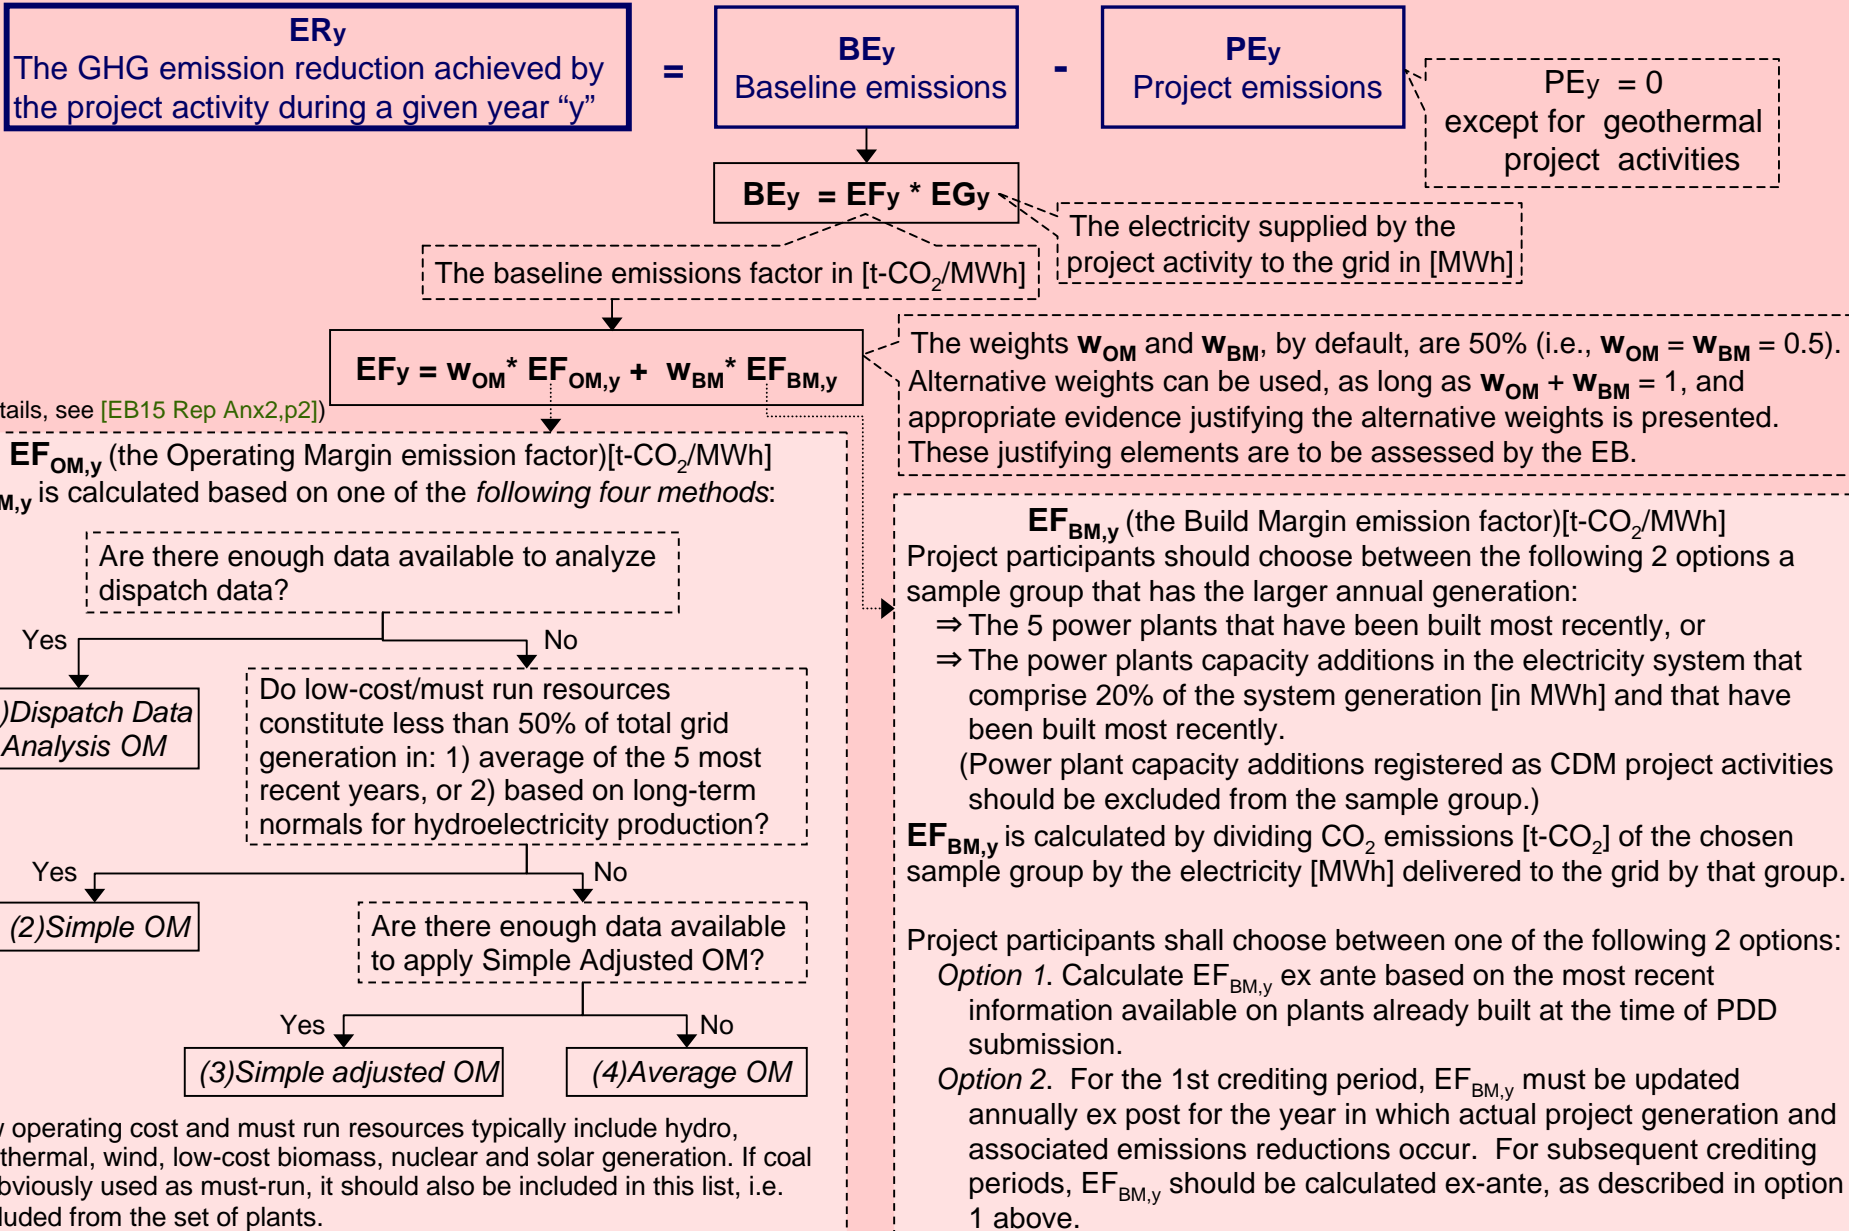 ERy
The GHG emission reduction achieved by
the project activity during a given year “y”
=
BEy
Baseline emissions
-
PEy
Project emissions
PEy = 0
except for geothermal
project activities
BEy = EFy * EGy
The electricity supplied by the
project activity to the grid in [MWh]
The baseline emissions factor in [t-CO2/MWh]
EFy = wOM* EFOM,y + wBM* EFBM,y
The weights wOM and wBM, by default, are 50% (i.e., wOM = wBM = 0.5).
Alternative weights can be used, as long as wOM + wBM = 1, and
appropriate evidence justifying the alternative weights is presented.
These justifying elements are to be assessed by the EB.
tails, see [EB15 Rep Anx2,p2])
EFOM,y (the Operating Margin emission factor)[t-CO2/MWh]
M,y is calculated based on one of the following four methods:
Are there enough data available to analyze
dispatch data?
Yes
No
)Dispatch Data
Analysis OM
Do low-cost/must run resources
constitute less than 50% of total grid
generation in: 1) average of the 5 most
recent years, or 2) based on long-term
normals for hydroelectricity production?
Yes
No
(2)Simple OM
Are there enough data available
to apply Simple Adjusted OM?
Yes
No
(3)Simple adjusted OM
(4)Average OM
operating cost and must run resources typically include hydro,
thermal, wind, low-cost biomass, nuclear and solar generation. If coal
bviously used as must-run, it should also be included in this list, i.e.
luded from the set of plants.
EFBM,y (the Build Margin emission factor)[t-CO2/MWh]
Project participants should choose between the following 2 options a
sample group that has the larger annual generation:
⇒ The 5 power plants that have been built most recently, or
⇒ The power plants capacity additions in the electricity system that
comprise 20% of the system generation [in MWh] and that have
been built most recently.
(Power plant capacity additions registered as CDM project activities
should be excluded from the sample group.)
EFBM,y is calculated by dividing CO2 emissions [t-CO2] of the chosen
sample group by the electricity [MWh] delivered to the grid by that group.
Project participants shall choose between one of the following 2 options:
Option 1. Calculate EFBM,y ex ante based on the most recent
information available on plants already built at the time of PDD
submission.
Option 2. For the 1st crediting period, EFBM,y must be updated
annually ex post for the year in which actual project generation and
associated emissions reductions occur. For subsequent crediting
periods, EFBM,y should be calculated ex-ante, as described in option
1 above.